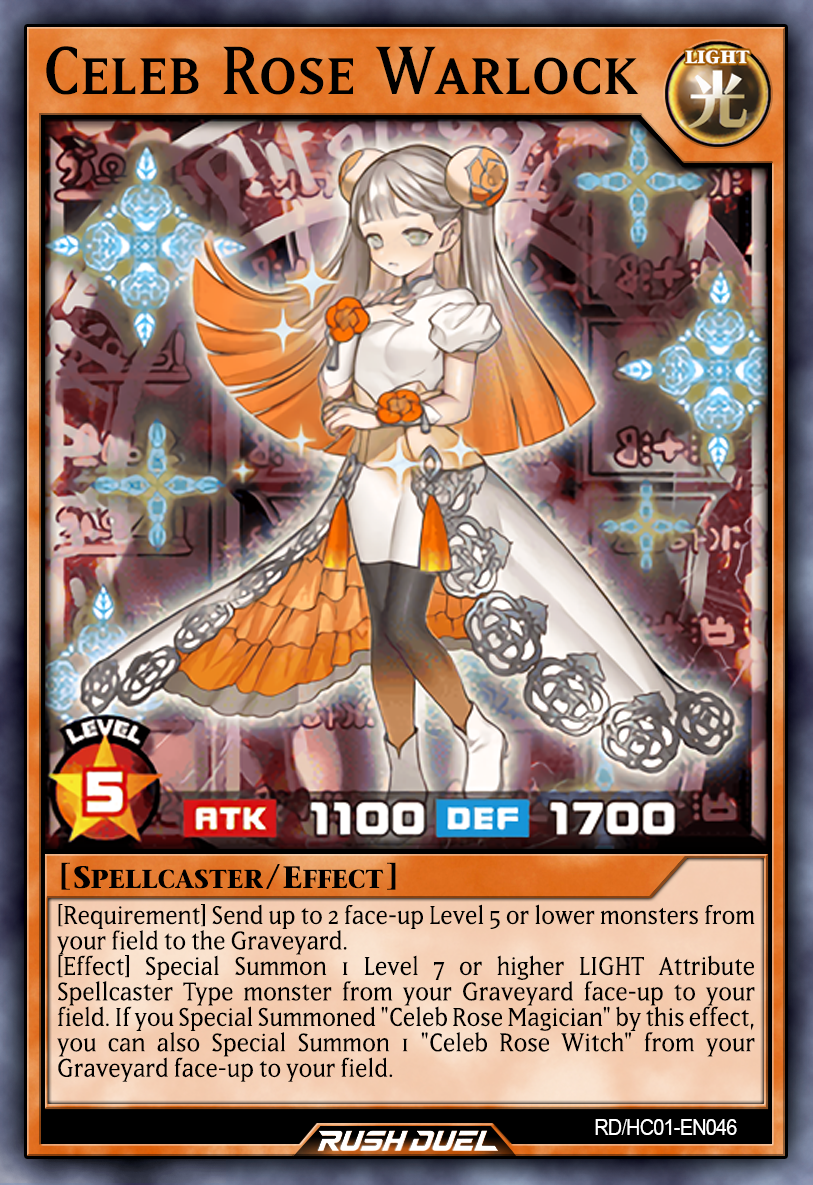 Celeb Rose Warlock
LIGHT
光
LEVEL
5
ATK 1100 DEF 1700
[Spellcaster/Effect]
[Requirement] Send up to 2 face-up Level 5 or lower monsters from
your field to the Graveyard.
[Effect] Special Summon 1 Level 7 or higher LIGHT Attribute
Spellcaster Type monster from your Graveyard face-up to your
field. If you Special Summoned "Celeb Rose Magician" by this effect,
you can also Special Summon 1 "Celeb Rose Witch" from your
Graveyard face-up to your field.
RD/HC01-EN046
RUSH DUEL